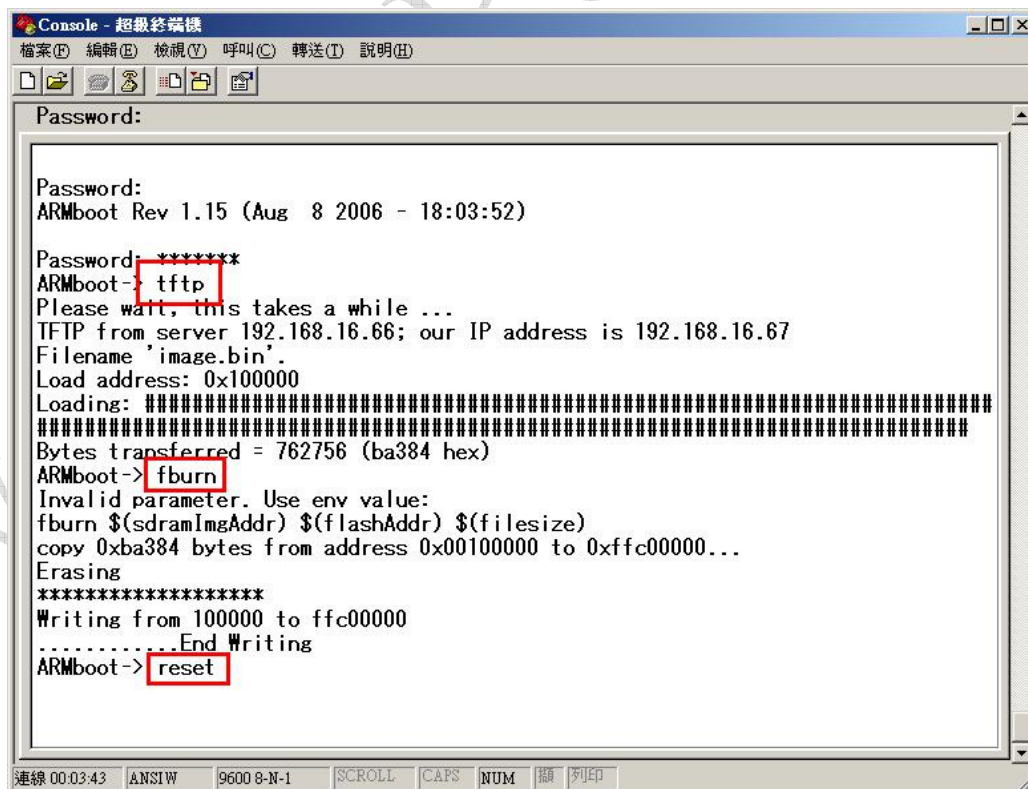 Console - 超級終端機
檔案(F) 編輯(E) 檢視(V) 呼叫(C) 轉送(T) 說明(H)
Password:
Password:
ARMboot Rev 1.15 (Aug  8 2006 - 18:03:52)
Password: *******
ARMboot-> tftp
Please wait, this takes a while ...
TFTP from server 192.168.16.66; our IP address is 192.168.16.67
Filename 'image.bin'.
Load address: 0x100000
Loading: #######################################################################
##############################################################################
Bytes transferred = 762756 (ba384 hex)
ARMboot-> fburn
Invalid parameter. Use env value:
fburn $(sdramImgAddr) $(flashAddr) $(filesize)
copy 0xba384 bytes from address 0x00100000 to 0xffc00000...
Erasing
*******************
Writing from 100000 to ffc00000
............End Writing
ARMboot-> reset
連線 00:03:43 ANSIW 9600 8-N-1 SCROLL CAPS NUM 擷 列印